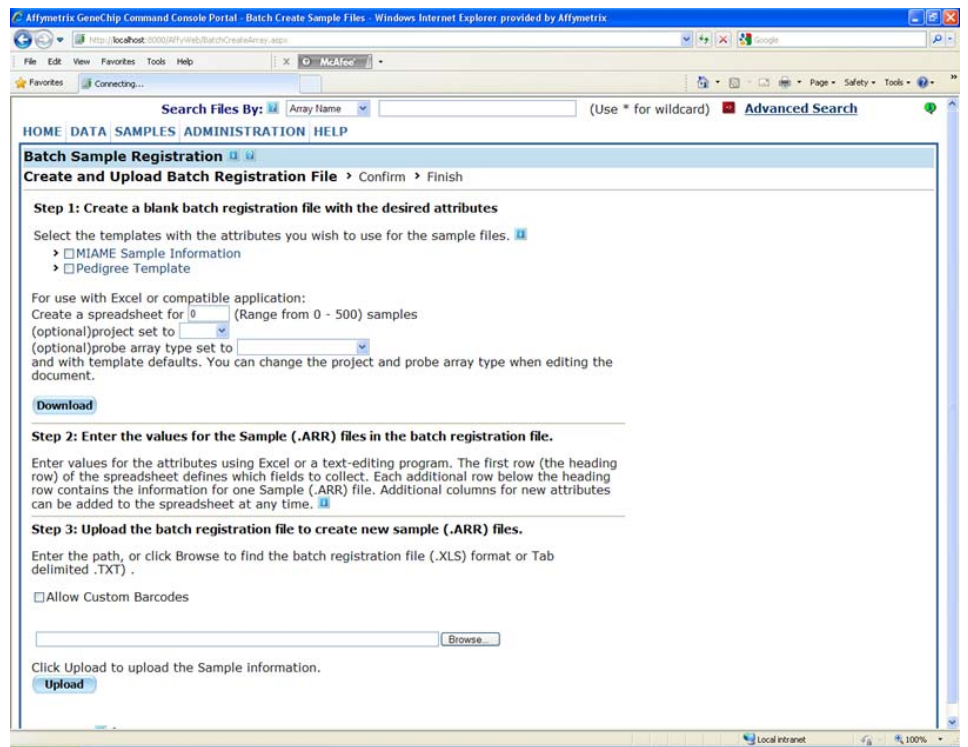 Affymetrix GeneChip Command Console Portal - Batch Create Sample Files - Windows Internet Explorer provided by Affymetrix
http://localhost:8000/AffyWeb/BatchCreateArray.aspx
Google
File Edit View Favorites Tools Help
X McAfee
Favorites Connecting... Page Safety Tools
Search Files By: Array Name (Use * for wildcard) Advanced Search
HOME DATA SAMPLES ADMINISTRATION HELP
Batch Sample Registration
Create and Upload Batch Registration File > Confirm > Finish
Step 1: Create a blank batch registration file with the desired attributes
Select the templates with the attributes you wish to use for the sample files.
MIAME Sample Information
Pedigree Template
For use with Excel or compatible application:
Create a spreadsheet for 0 (Range from 0 - 500) samples
(optional)project set to
(optional)probe array type set to
and with template defaults. You can change the project and probe array type when editing the
document.
Download
Step 2: Enter the values for the Sample (.ARR) files in the batch registration file.
Enter values for the attributes using Excel or a text-editing program. The first row (the heading
row) of the spreadsheet defines which fields to collect. Each additional row below the heading
row contains the information for one Sample (.ARR) file. Additional columns for new attributes
can be added to the spreadsheet at any time.
Step 3: Upload the batch registration file to create new sample (.ARR) files.
Enter the path, or click Browse to find the batch registration file (.XLS) format or Tab
delimited .TXT) .
Allow Custom Barcodes
Browse...
Click Upload to upload the Sample information.
Upload
Local intranet 100%